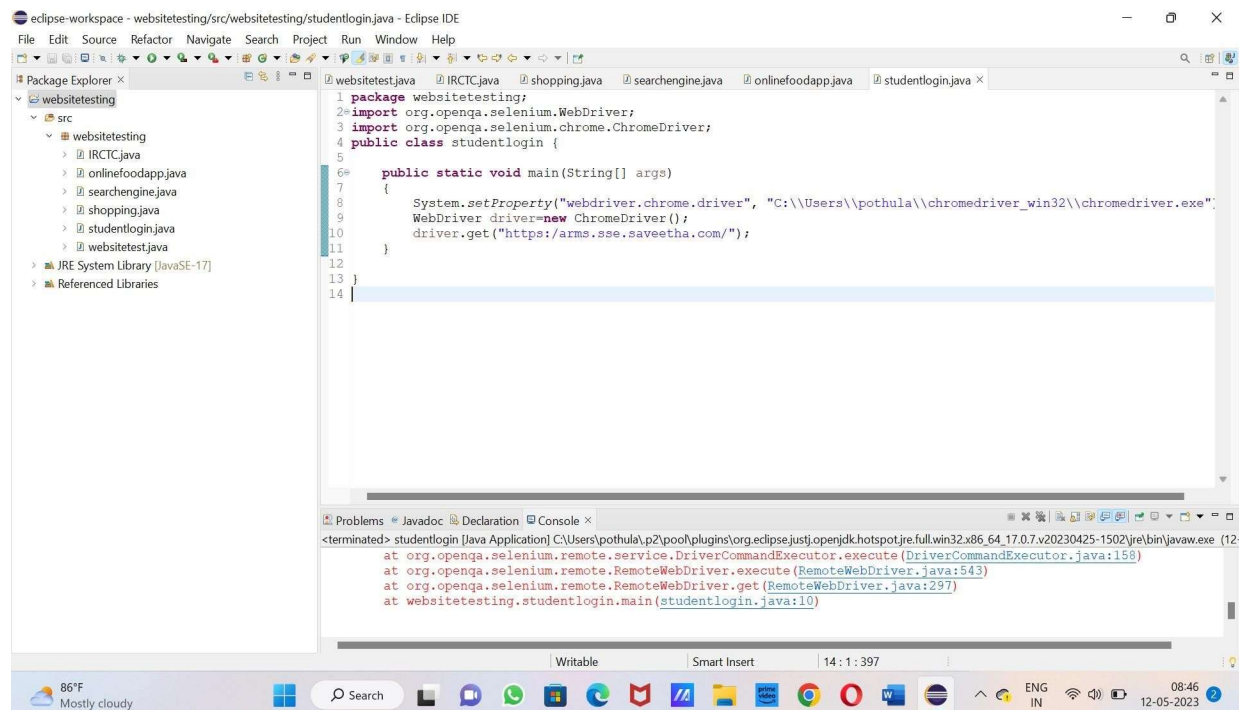 eclipse-workspace - websitetesting/src/websitetesting/studentlogin.java - Eclipse IDE
File Edit Source Refactor Navigate Search Project Run Window Help
Package Explorer
websitetesting
src
websitetesting
IRCTC.java
onlinefoodapp.java
searchengine.java
shopping.java
studentlogin.java
websitetest.java
JRE System Library [JavaSE-17]
Referenced Libraries
websitetest.java IRCTC.java shopping.java searchengine.java onlinefoodapp.java studentlogin.java
1 package websitetesting;
2 import org.openqa.selenium.WebDriver;
3 import org.openqa.selenium.chrome.ChromeDriver;
4 public class studentlogin {
5
6 public static void main(String[] args)
7 {
8 System.setProperty("webdriver.chrome.driver", "C:\\Users\\pothula\\chromedriver_win32\\chromedriver.exe"
9 WebDriver driver=new ChromeDriver();
10 driver.get("https:/arms.sse.saveetha.com/");
11 }
12
13 }
14
Problems Javadoc Declaration Console
<terminated> studentlogin [Java Application] C:\Users\pothula\.p2\pool\plugins\org.eclipse.justj.openjdk.hotspot.jre.full.win32.x86_64_17.0.7.v20230425-1502\jre\bin\javaw.exe (12-
at org.openqa.selenium.remote.service.DriverCommandExecutor.execute(DriverCommandExecutor.java:158)
at org.openqa.selenium.remote.RemoteWebDriver.execute(RemoteWebDriver.java:543)
at org.openqa.selenium.remote.RemoteWebDriver.get(RemoteWebDriver.java:297)
at websitetesting.studentlogin.main(studentlogin.java:10)
Writable Smart Insert 14 : 1 : 397
86°F
Mostly cloudy
Search
prime video
ENG
IN
08:46
12-05-2023
2